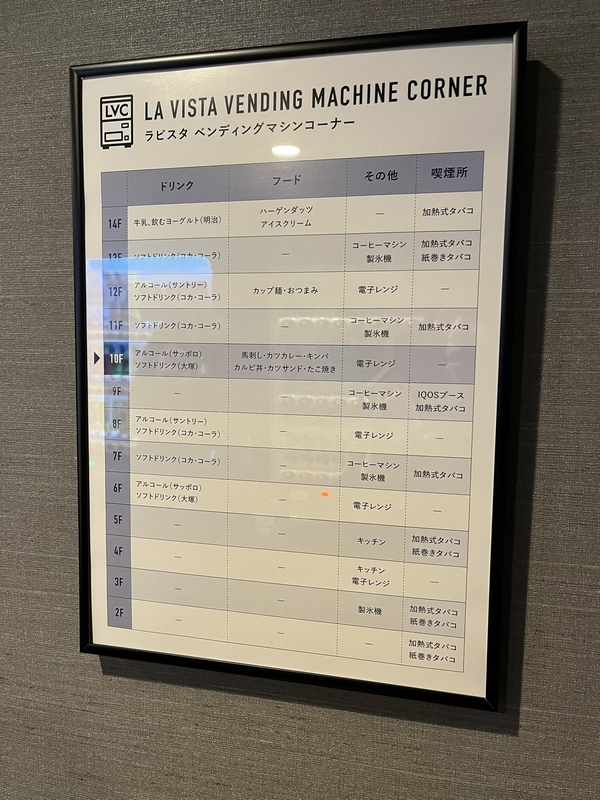 LVC
LA VISTA VENDING MACHINE CORNER
ラビスタ ベンディングマシンコーナー
ドリンク フード その他 喫煙所
14F 牛乳、飲むヨーグルト(明治) ハーゲンダッツ — 加熱式タバコ
アイスクリーム
13F ソフトドリンク(コカ・コーラ) — コーヒーマシン 加熱式タバコ
製氷機 紙巻きタバコ
12F アルコール(サントリー) カップ麺・おつまみ 電子レンジ —
ソフトドリンク(コカ・コーラ)
11F ソフトドリンク(コカ・コーラ) — コーヒーマシン 加熱式タバコ
製氷機
10F アルコール(サッポロ) 馬刺し・カツカレー・キンパ 電子レンジ —
ソフトドリンク(大塚) カルビ丼・カツサンド・たこ焼き
9F — — コーヒーマシン IQOSブース
製氷機 加熱式タバコ
8F アルコール(サントリー) — 電子レンジ —
ソフトドリンク(コカ・コーラ)
7F ソフトドリンク(コカ・コーラ) — コーヒーマシン 加熱式タバコ
製氷機
6F アルコール(サッポロ) — 電子レンジ —
ソフトドリンク(大塚)
5F — — キッチン 加熱式タバコ
紙巻きタバコ
4F — — キッチン —
電子レンジ
3F — — 製氷機 加熱式タバコ
紙巻きタバコ
2F — — — 加熱式タバコ
紙巻きタバコ